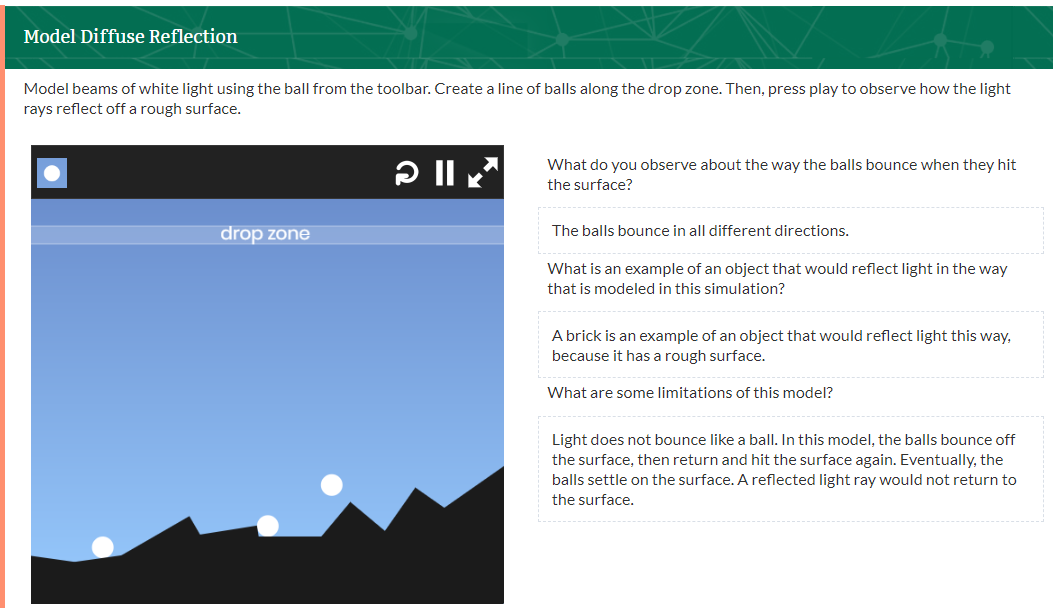 Model Diffuse Reflection
Model beams of white light using the ball from the toolbar. Create a line of balls along the drop zone. Then, press play to observe how the light
rays reflect off a rough surface.
drop zone
What do you observe about the way the balls bounce when they hit
the surface?
The balls bounce in all different directions.
What is an example of an object that would reflect light in the way
that is modeled in this simulation?
A brick is an example of an object that would reflect light this way,
because it has a rough surface.
What are some limitations of this model?
Light does not bounce like a ball. In this model, the balls bounce off
the surface, then return and hit the surface again. Eventually, the
balls settle on the surface. A reflected light ray would not return to
the surface.